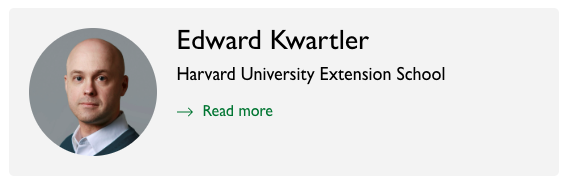 Edward Kwartler
Harvard University Extension School
→ Read more